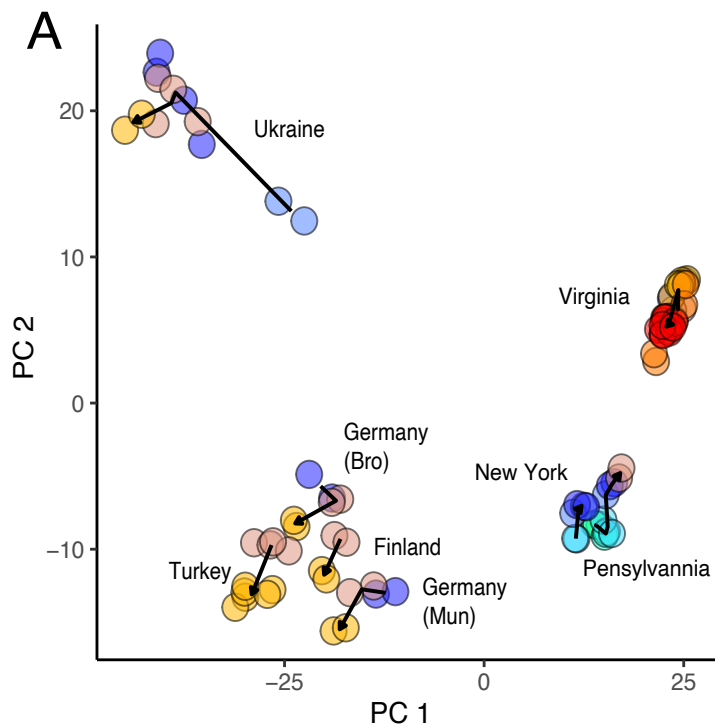 A
20
10
0
−10
PC 2
Ukraine
Virginia
Germany
(Bro)
New York
Finland
Turkey
Pensylvannia
Germany
(Mun)
−25
0
25
PC 1